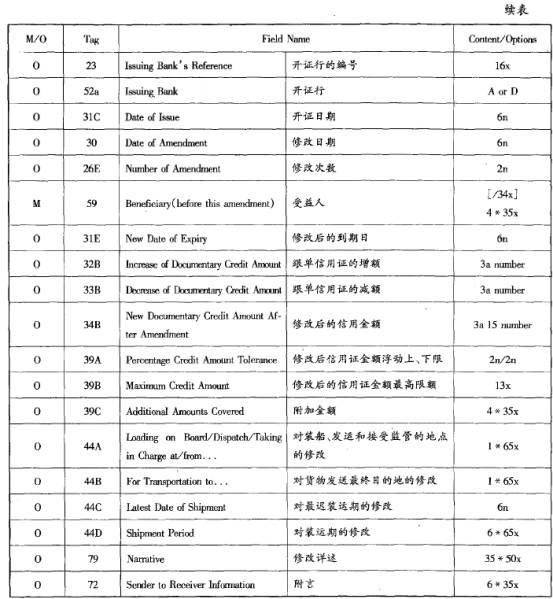 续表
M/O Tag Field Name Content/Options
O 23 Issuing Bank's Reference 开证行的编号 16x
O 52a Issuing Bank 开证行 A or D
O 31C Date of Issue 开证日期 6n
O 30 Date of Amendment 修改日期 6n
O 26E Number of Amendment 修改次数 2n
M 59 Beneficiary(before this amendment) 受益人 [/34x]
4*35x
O 31E New Date of Expiry 修改后的到期日 6n
O 32B Increase of Documentary Credit Amount 跟单信用证的增额 3a number
O 33B Decrease of Documentary Credit Amount 跟单信用证的减额 3a number
O 34B New Documentary Credit Amount Af-
ter Amendment 修改后的信用金额 3a 15 number
O 39A Percentage Credit Amount Tolerance 修改后信用证金额浮动上、下限 2n/2n
O 39B Maximum Credit Amount 修改后的信用证金额最高限额 13x
O 39C Additional Amounts Covered 附加金额 4*35x
O 44A Loading on Board/Dispatch/Taking 对装船、发运和接受监管的地点
in Charge at/from... 的修改 1*65x
O 44B For Transportation to... 对货物发送最终目的地的修改 1*65x
O 44C Latest Date of Shipment 对最迟装运期的修改 6n
O 44D Shipment Period 对装运期的修改 6*65x
O 79 Narrative 修改详述 35*50x
O 72 Sender to Receiver Information 附言 6*35x